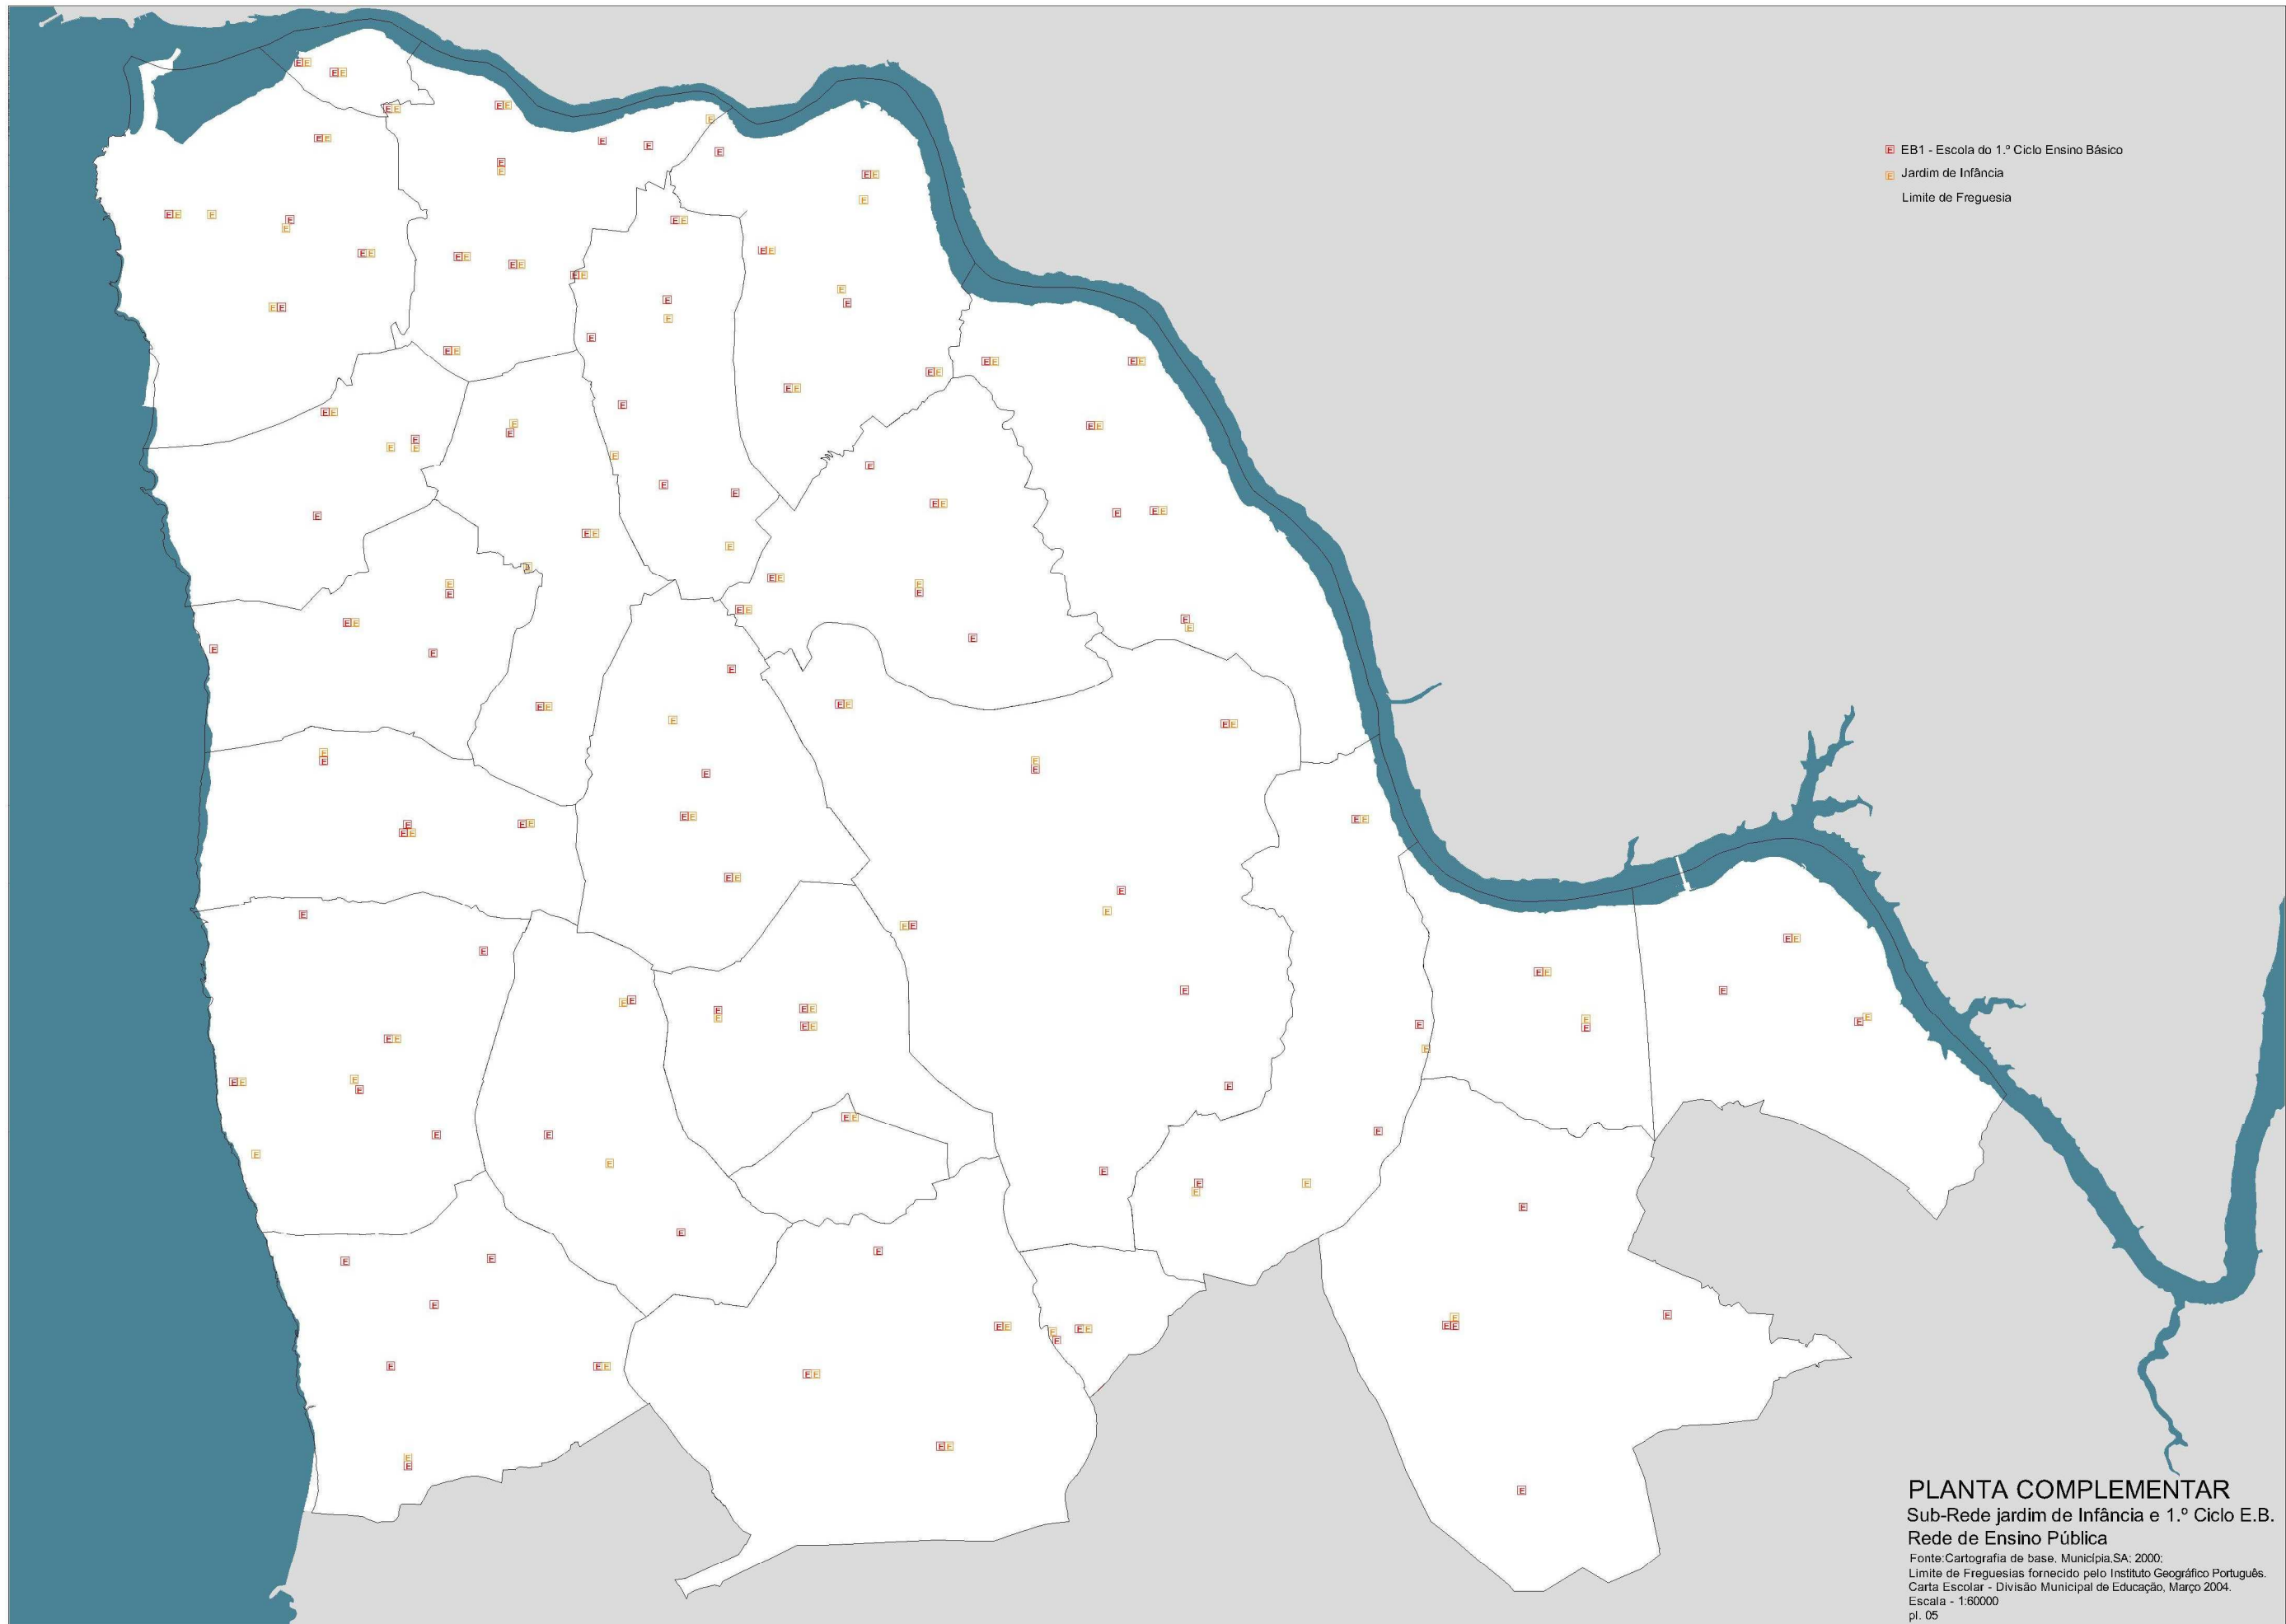 E EB1 - Escola do 1.º Ciclo Ensino Básico
E Jardim de Infância
Limite de Freguesia
PLANTA COMPLEMENTAR
Sub-Rede jardim de Infância e 1.º Ciclo E.B.
Rede de Ensino Pública
Fonte:Cartografia de base, Municípia,SA; 2000;
Limite de Freguesias fornecido pelo Instituto Geográfico Português.
Carta Escolar - Divisão Municipal de Educação, Março 2004.
Escala - 1:60000
pl. 05